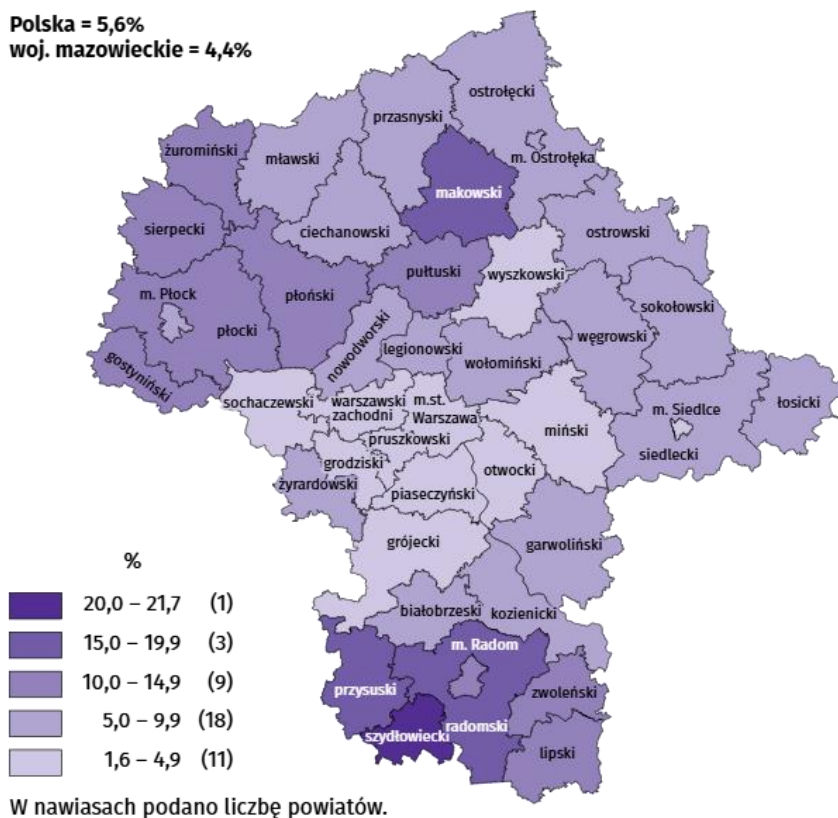 Polska = 5,6%
woj. mazowieckie = 4,4%
ostrołęcki
przasnyski
żuromiński
mławski
m. Ostrołęka
makowski
sierpecki
ciechanowski
ostrowski
pułtuski
wyszkowski
m. Płock
płoński
sokołowski
płocki
nowodworski
legionowski
wołomiński
węgrowski
gostyniński
sochaczewski
warszawski
zachodni
m.st.
Warszawa
miński
m. Siedlce
łosicki
pruszkowski
siedlecki
grodziski
otwocki
żyrardowski
piaseczyński
grójecki
garwoliński
białobrzeski
kozienicki
m. Radom
przysuski
zwoleński
radomski
szydłowiecki
lipski
%
20,0 – 21,7 (1)
15,0 – 19,9 (3)
10,0 – 14,9 (9)
5,0 – 9,9 (18)
1,6 – 4,9 (11)
W nawiasach podano liczbę powiatów.